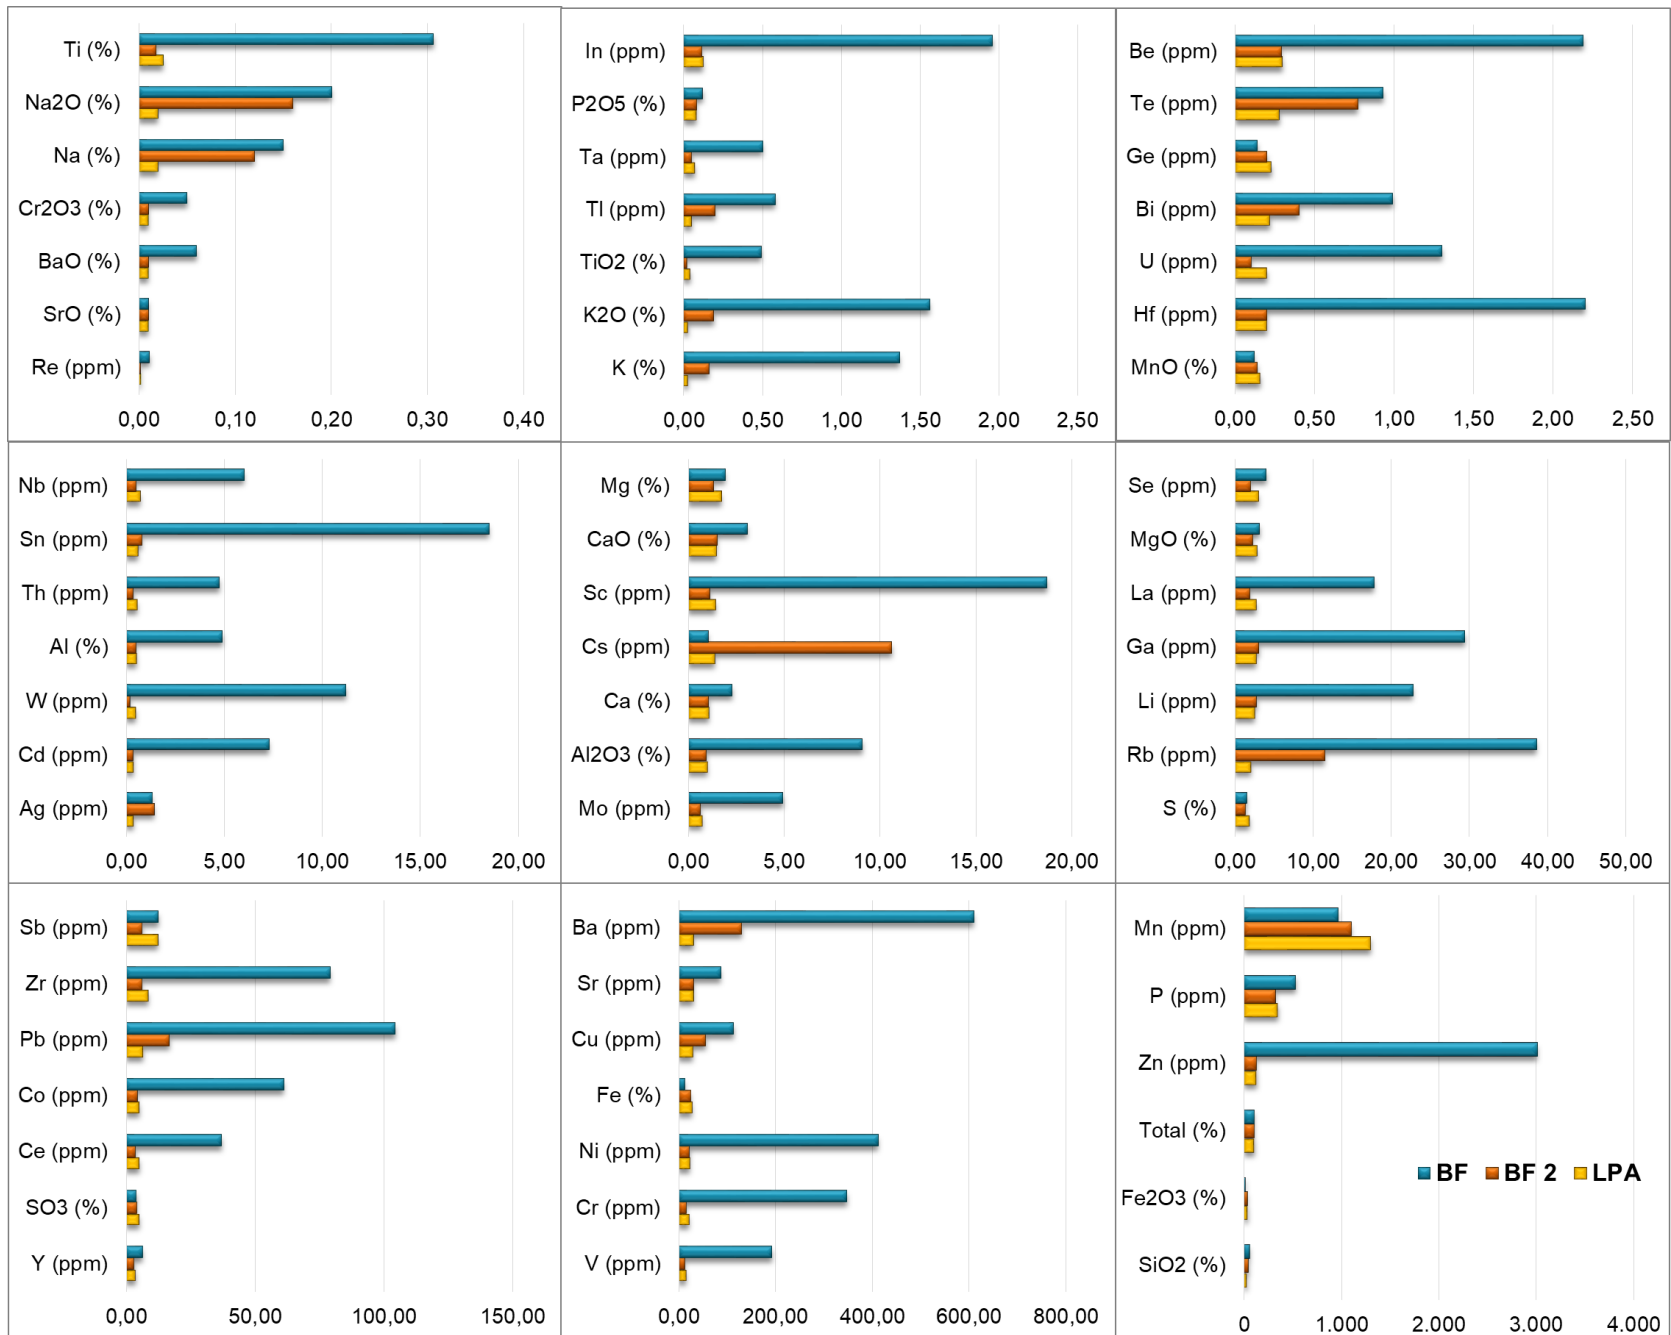 Ti (%)
Na2O (%)
Na (%)
Cr2O3 (%)
BaO (%)
SrO (%)
Re (ppm)
0,00 0,10 0,20 0,30 0,40
In (ppm)
P2O5 (%)
Ta (ppm)
Tl (ppm)
TiO2 (%)
K2O (%)
K (%)
0,00 0,50 1,00 1,50 2,00 2,50
Be (ppm)
Te (ppm)
Ge (ppm)
Bi (ppm)
U (ppm)
Hf (ppm)
MnO (%)
0,00 0,50 1,00 1,50 2,00 2,50
Nb (ppm)
Sn (ppm)
Th (ppm)
Al (%)
W (ppm)
Cd (ppm)
Ag (ppm)
0,00 5,00 10,00 15,00 20,00
Mg (%)
CaO (%)
Sc (ppm)
Cs (ppm)
Ca (%)
Al2O3 (%)
Mo (ppm)
0,00 5,00 10,00 15,00 20,00
Se (ppm)
MgO (%)
La (ppm)
Ga (ppm)
Li (ppm)
Rb (ppm)
S (%)
0,00 10,00 20,00 30,00 40,00 50,00
Sb (ppm)
Zr (ppm)
Pb (ppm)
Co (ppm)
Ce (ppm)
SO3 (%)
Y (ppm)
0,00 50,00 100,00 150,00
Ba (ppm)
Sr (ppm)
Cu (ppm)
Fe (%)
Ni (ppm)
Cr (ppm)
V (ppm)
0,00 200,00 400,00 600,00 800,00
Mn (ppm)
P (ppm)
Zn (ppm)
Total (%)
BF BF 2 LPA
Fe2O3 (%)
SiO2 (%)
0 1.000 2.000 3.000 4.000